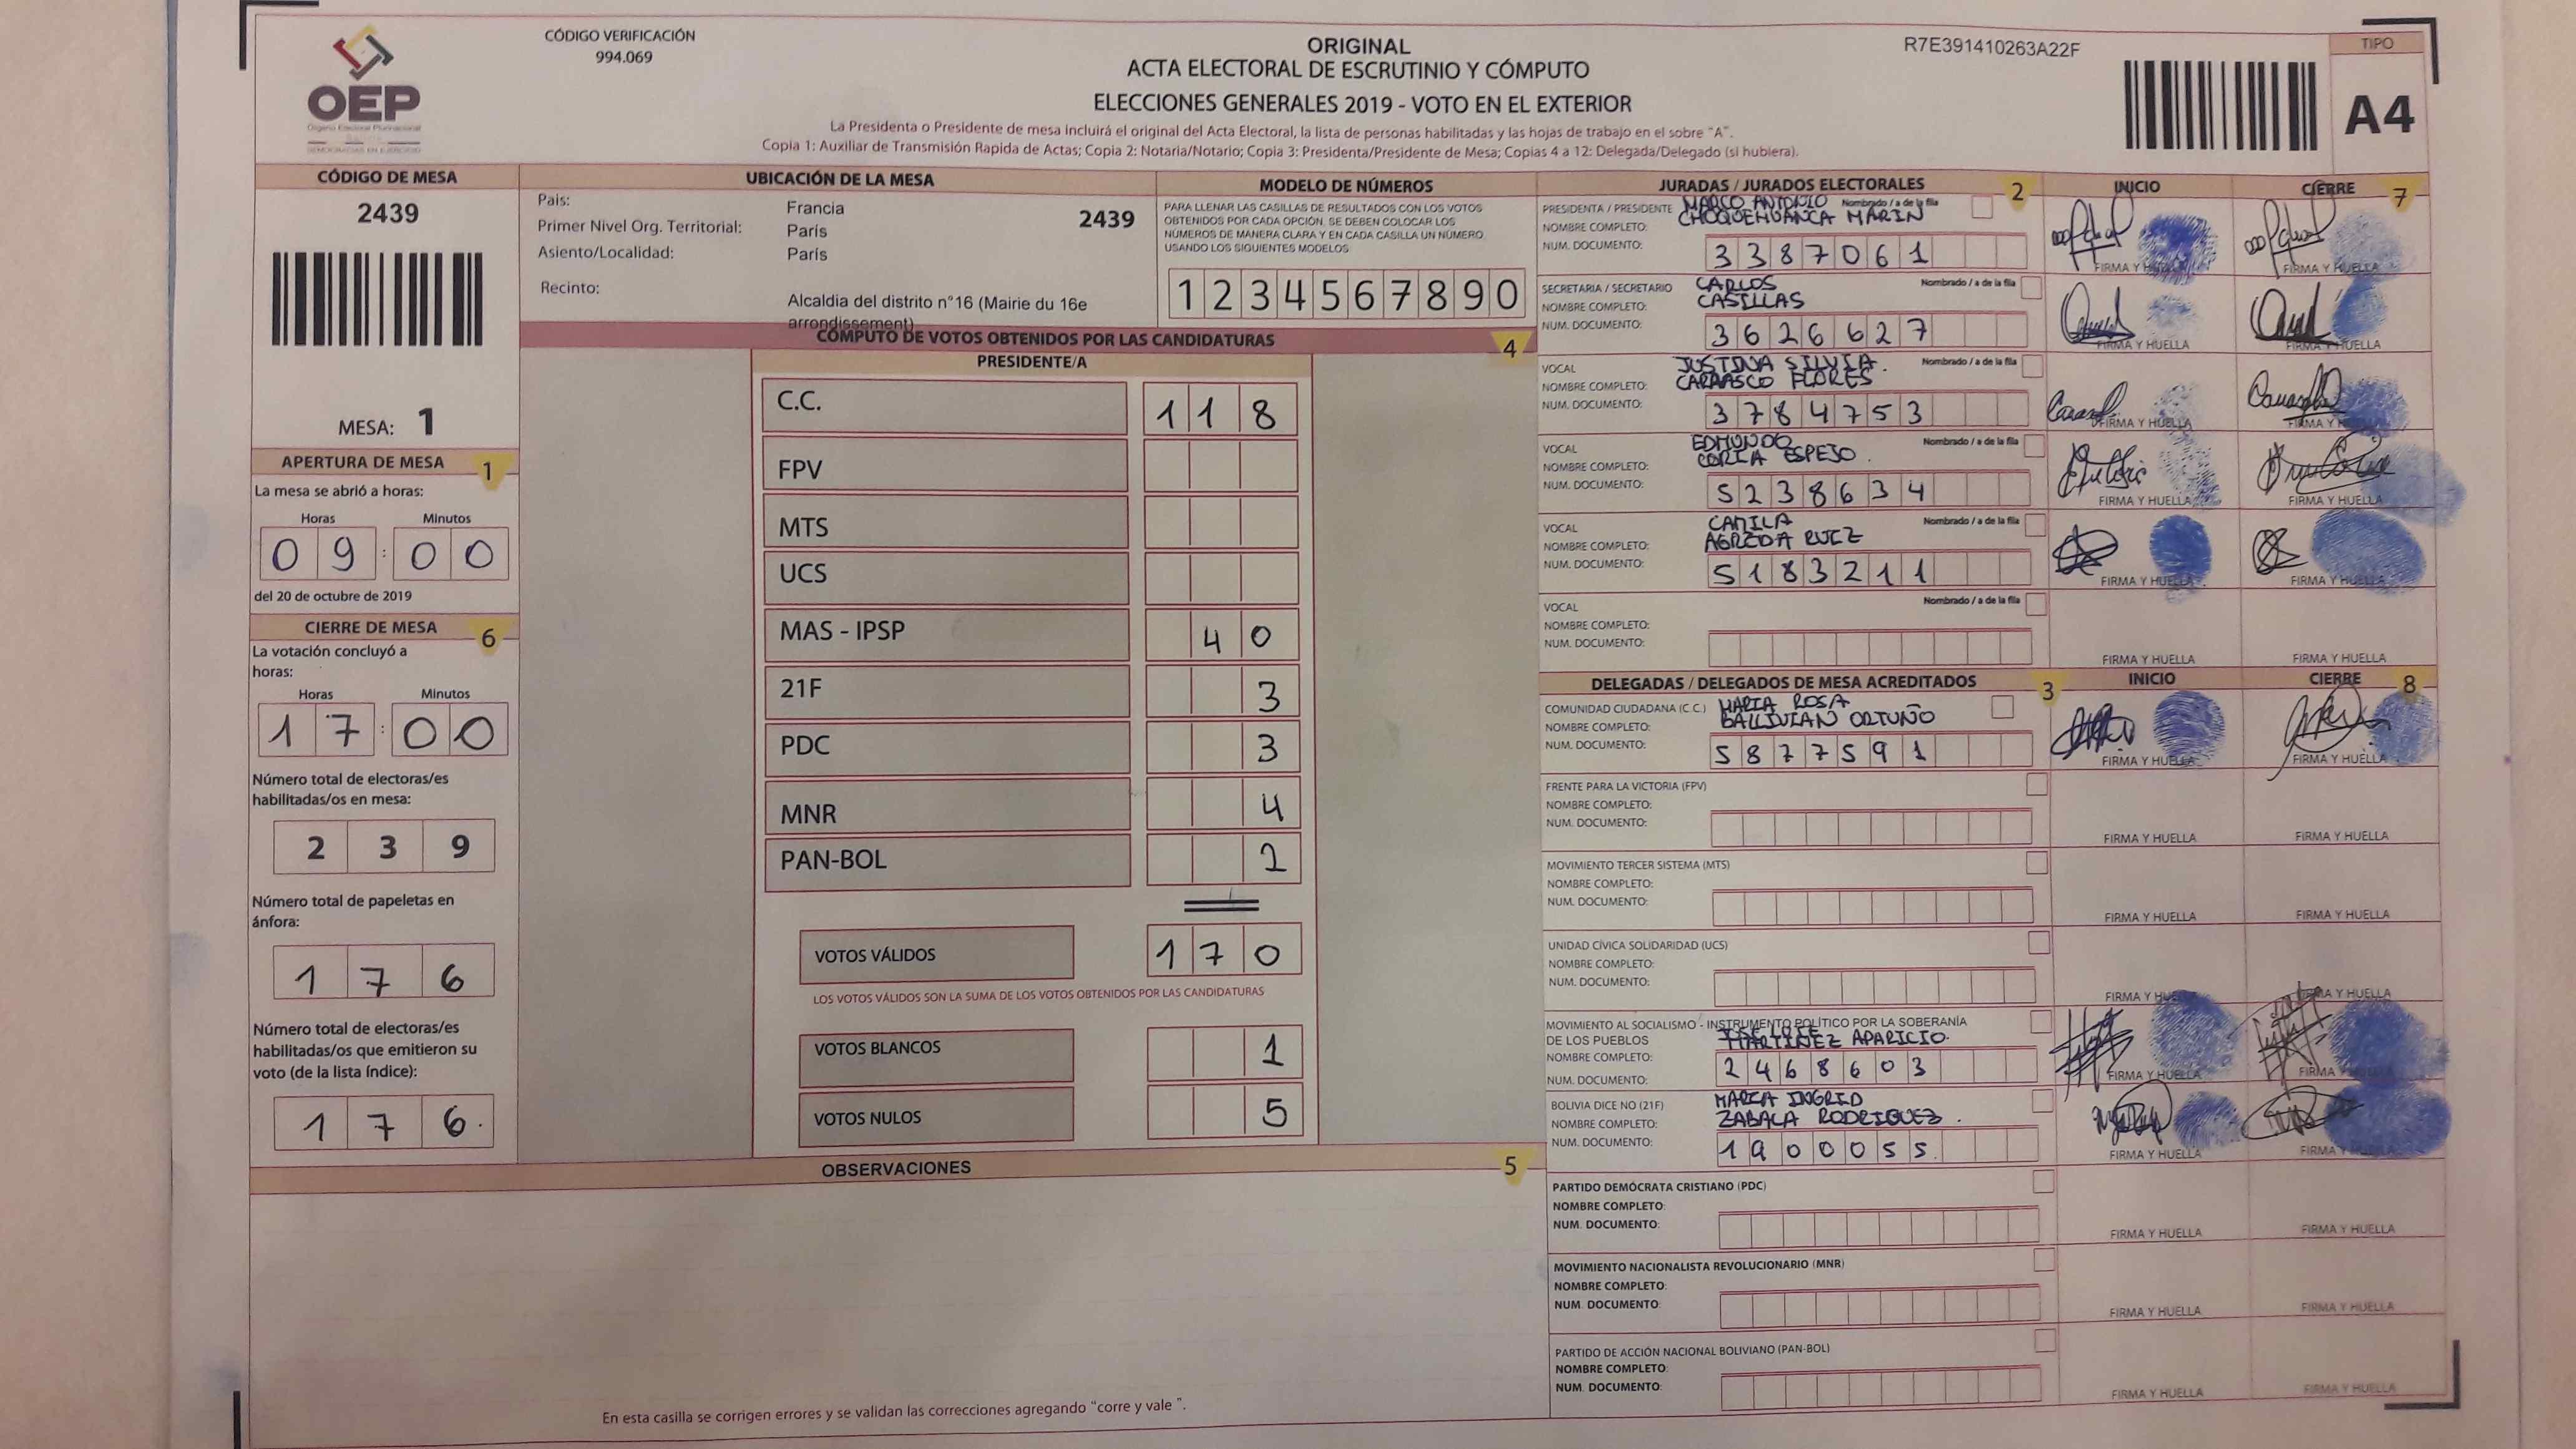 OEP
Órgano Electoral Plurinacional
CÓDIGO VERIFICACIÓN
994.069
ORIGINAL
ACTA ELECTORAL DE ESCRUTINIO Y CÓMPUTO
ELECCIONES GENERALES 2019 - VOTO EN EL EXTERIOR
La Presidenta o Presidente de mesa incluirá el original del Acta Electoral, la lista de personas habilitadas y las hojas de trabajo en el sobre "A".
Copia 1: Auxiliar de Transmisión Rapida de Actas; Copia 2: Notaria/Notario; Copia 3: Presidenta/Presidente de Mesa; Copias 4 a 12: Delegada/Delegado (si hubiera).
R7E391410263A22F
TIPO
A4
CÓDIGO DE MESA
2439
MESA: 1
APERTURA DE MESA 1
La mesa se abrió a horas:
Horas Minutos
09 : 00
del 20 de octubre de 2019
CIERRE DE MESA 6
La votación concluyó a
horas:
Horas Minutos
17 : 00
Número total de electoras/es
habilitadas/os en mesa:
239
Número total de papeletas en
ánfora:
176
Número total de electoras/es
habilitadas/os que emitieron su
voto (de la lista índice):
176.
UBICACIÓN DE LA MESA
País: Francia 2439
Primer Nivel Org. Territorial: París
Asiento/Localidad: París
Recinto: Alcaldia del distrito n°16 (Mairie du 16e
arrondissement)
MODELO DE NÚMEROS
PARA LLENAR LAS CASILLAS DE RESULTADOS CON LOS VOTOS
OBTENIDOS POR CADA OPCIÓN, SE DEBEN COLOCAR LOS
NÚMEROS DE MANERA CLARA Y EN CADA CASILLA UN NÚMERO
USANDO LOS SIGUIENTES MODELOS
1 2 3 4 5 6 7 8 9 0
CÓMPUTO DE VOTOS OBTENIDOS POR LAS CANDIDATURAS 4
PRESIDENTE/A
C.C. 118
FPV
MTS
UCS
MAS - IPSP 40
21F 3
PDC 3
MNR 4
PAN-BOL 2
VOTOS VÁLIDOS 170
LOS VOTOS VÁLIDOS SON LA SUMA DE LOS VOTOS OBTENIDOS POR LAS CANDIDATURAS
VOTOS BLANCOS 1
VOTOS NULOS 5
OBSERVACIONES 5
En esta casilla se corrigen errores y se validan las correcciones agregando "corre y vale ".
JURADAS / JURADOS ELECTORALES 2 INICIO CIERRE 7
PRESIDENTA / PRESIDENTE MARCO ANTONIO Nombrado / a de la fila
NOMBRE COMPLETO: CHOQUEHUANCA MARIN
NUM. DOCUMENTO: 3387061
FIRMA Y HUELLA FIRMA Y HUELLA
SECRETARIA / SECRETARIO CARLOS Nombrado / a de la fila
NOMBRE COMPLETO: CASILLAS
NUM. DOCUMENTO: 3626627
FIRMA Y HUELLA FIRMA Y HUELLA
VOCAL JUSTINA SILVIA. Nombrado / a de la fila
NOMBRE COMPLETO: CARRASCO FLORES
NUM. DOCUMENTO: 3784753
FIRMA Y HUELLA FIRMA Y HUELLA
VOCAL EDMUNDO Nombrado / a de la fila
NOMBRE COMPLETO: CORIA ESPEJO.
NUM. DOCUMENTO: 5238634
FIRMA Y HUELLA FIRMA Y HUELLA
VOCAL CAMILA Nombrado / a de la fila
NOMBRE COMPLETO: AGREDA RUIZ
NUM. DOCUMENTO: 5183211
FIRMA Y HUELLA FIRMA Y HUELLA
VOCAL Nombrado / a de la fila
NOMBRE COMPLETO:
NUM. DOCUMENTO:
FIRMA Y HUELLA FIRMA Y HUELLA
DELEGADAS / DELEGADOS DE MESA ACREDITADOS 3 INICIO CIERRE 8
COMUNIDAD CIUDADANA (C.C.) MARIA ROSA
NOMBRE COMPLETO: BALLIVIAN ORTUÑO
NUM. DOCUMENTO: 5877591
FIRMA Y HUELLA FIRMA Y HUELLA
FRENTE PARA LA VICTORIA (FPV)
NOMBRE COMPLETO:
NUM. DOCUMENTO:
FIRMA Y HUELLA FIRMA Y HUELLA
MOVIMIENTO TERCER SISTEMA (MTS)
NOMBRE COMPLETO:
NUM. DOCUMENTO:
FIRMA Y HUELLA FIRMA Y HUELLA
UNIDAD CÍVICA SOLIDARIDAD (UCS)
NOMBRE COMPLETO:
NUM. DOCUMENTO:
FIRMA Y HUELLA FIRMA Y HUELLA
MOVIMIENTO AL SOCIALISMO - INSTRUMENTO POLÍTICO POR LA SOBERANÍA
DE LOS PUEBLOS MARTINEZ APARICIO.
NOMBRE COMPLETO:
NUM. DOCUMENTO: 2468603
FIRMA Y HUELLA FIRMA Y HUELLA
BOLIVIA DICE NO (21F) MARIA INGRID
NOMBRE COMPLETO: ZABALA RODRIGUEZ.
NUM. DOCUMENTO: 1900055.
FIRMA Y HUELLA FIRMA Y HUELLA
PARTIDO DEMÓCRATA CRISTIANO (PDC)
NOMBRE COMPLETO:
NUM. DOCUMENTO:
FIRMA Y HUELLA FIRMA Y HUELLA
MOVIMIENTO NACIONALISTA REVOLUCIONARIO (MNR)
NOMBRE COMPLETO:
NUM. DOCUMENTO:
FIRMA Y HUELLA FIRMA Y HUELLA
PARTIDO DE ACCIÓN NACIONAL BOLIVIANO (PAN-BOL)
NOMBRE COMPLETO:
NUM. DOCUMENTO:
FIRMA Y HUELLA FIRMA Y HUELLA